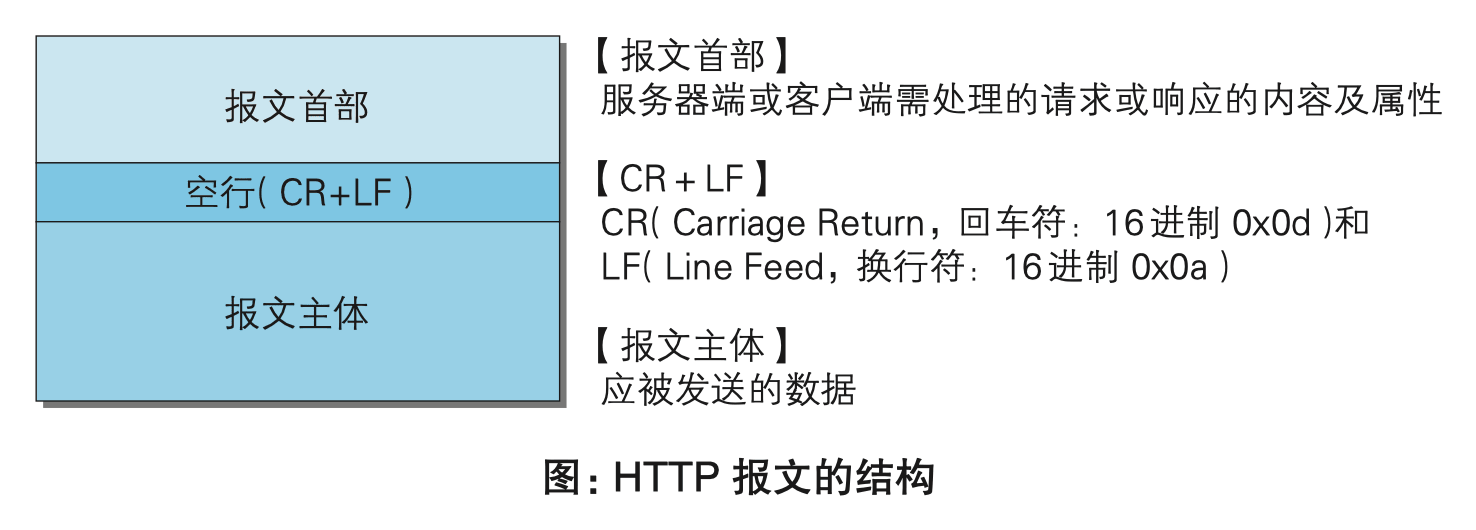 报文首部
空行( CR+LF )
报文主体
【 报文首部 】
服务器端或客户端需处理的请求或响应的内容及属性
【 CR + LF 】
CR( Carriage Return，回车符：16进制 0x0d )和
LF( Line Feed，换行符：16进制 0x0a )
【 报文主体 】
应被发送的数据
图：HTTP 报文的结构